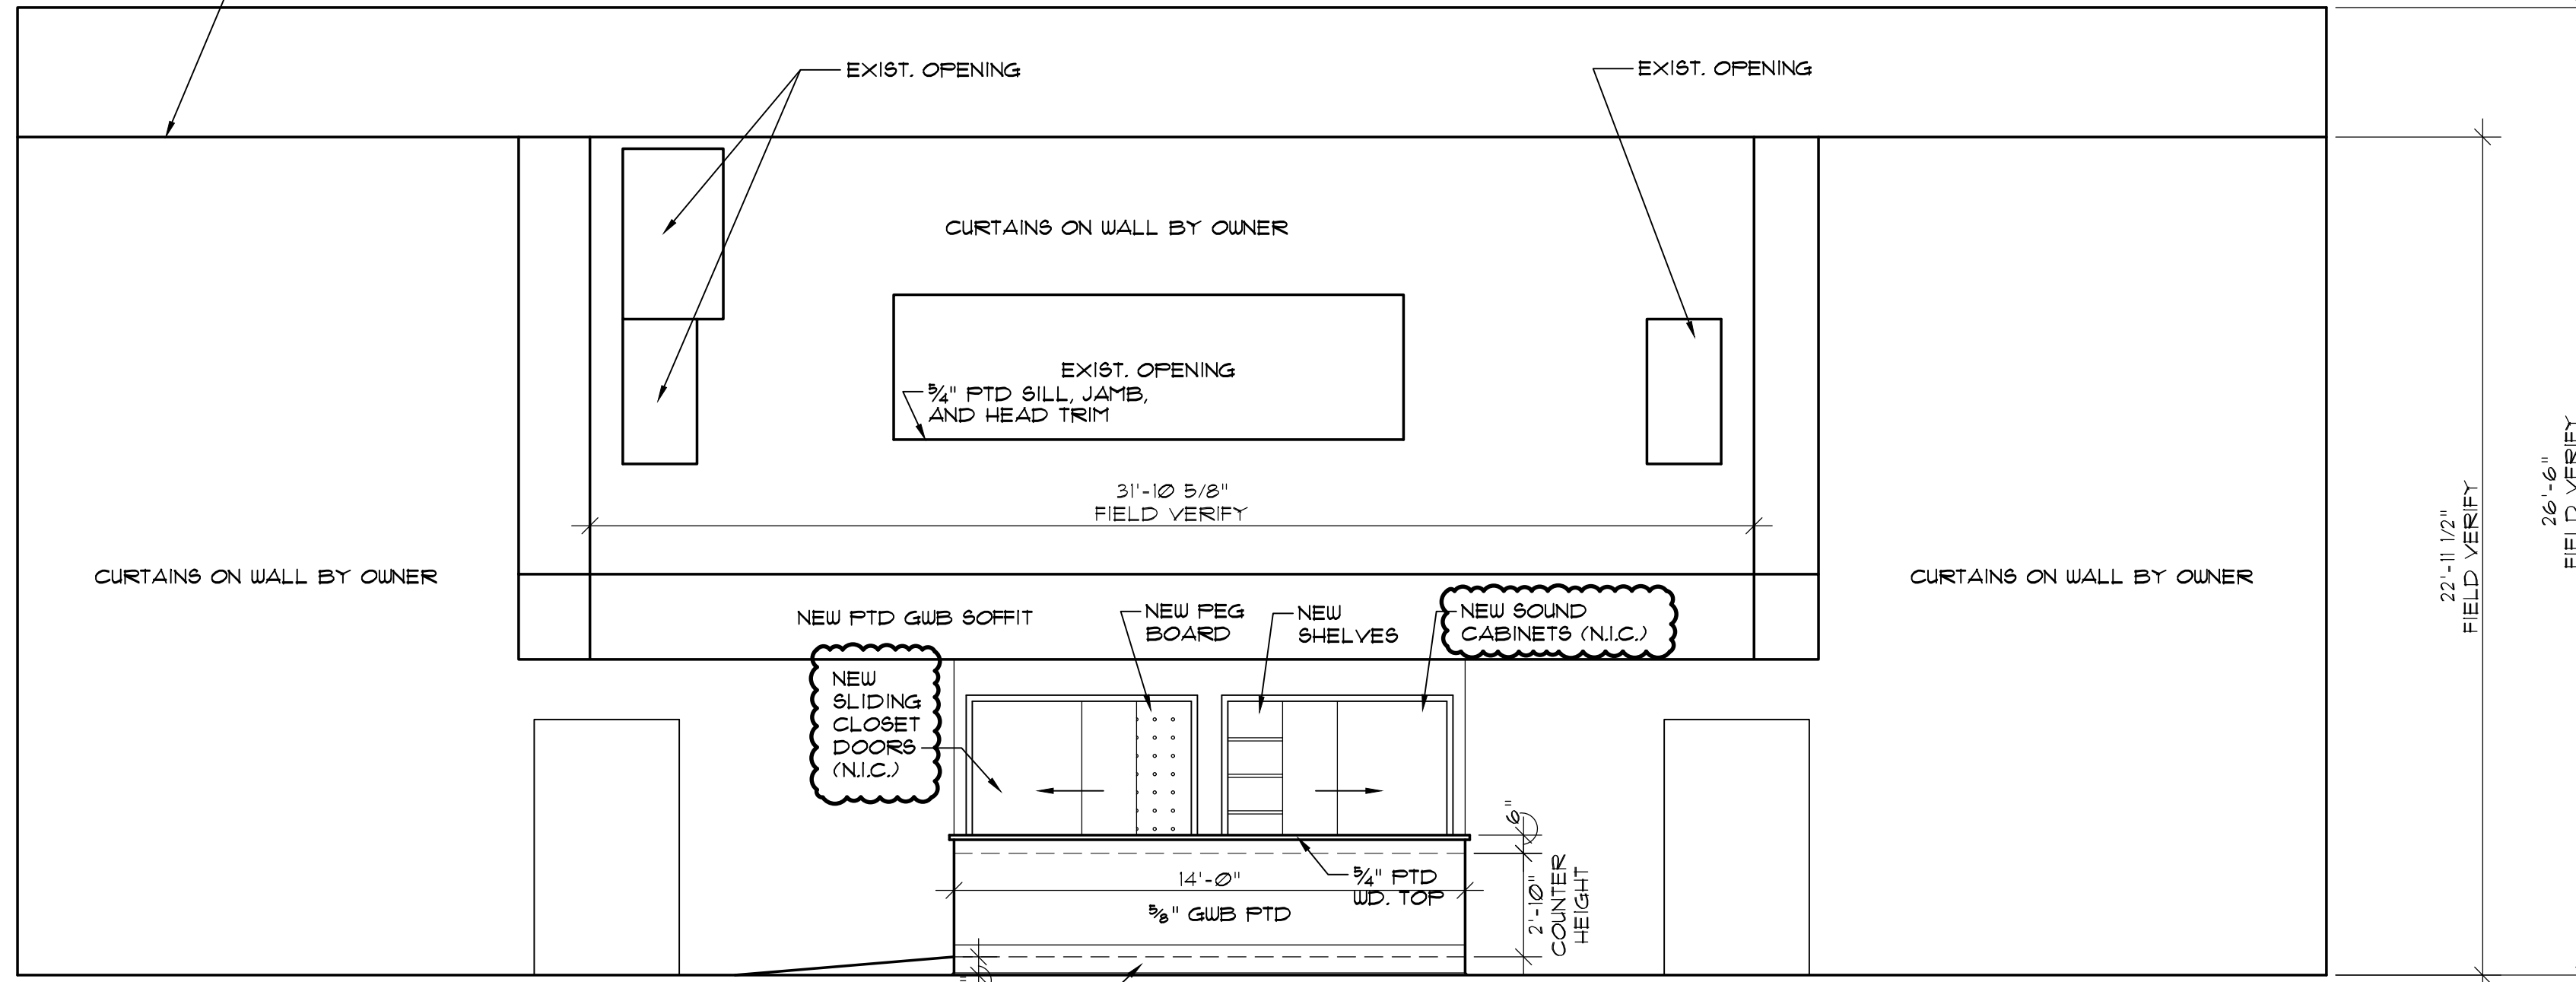 EXIST. OPENING
EXIST. OPENING
CURTAINS ON WALL BY OWNER
EXIST. OPENING
5/4" PTD SILL, JAMB,
AND HEAD TRIM
31'-10 5/8"
FIELD VERIFY
CURTAINS ON WALL BY OWNER
CURTAINS ON WALL BY OWNER
22'-11 1/2"
FIELD VERIFY
26'-6"
FIELD VERIFY
NEW PTD GWB SOFFIT
NEW PEG
BOARD
NEW
SHELVES
NEW SOUND
CABINETS (N.I.C.)
NEW
SLIDING
CLOSET
DOORS
(N.I.C.)
6"
14'-0"
5/4" PTD
WD. TOP
5/8" GWB PTD
2'-10"
COUNTER
HEIGHT